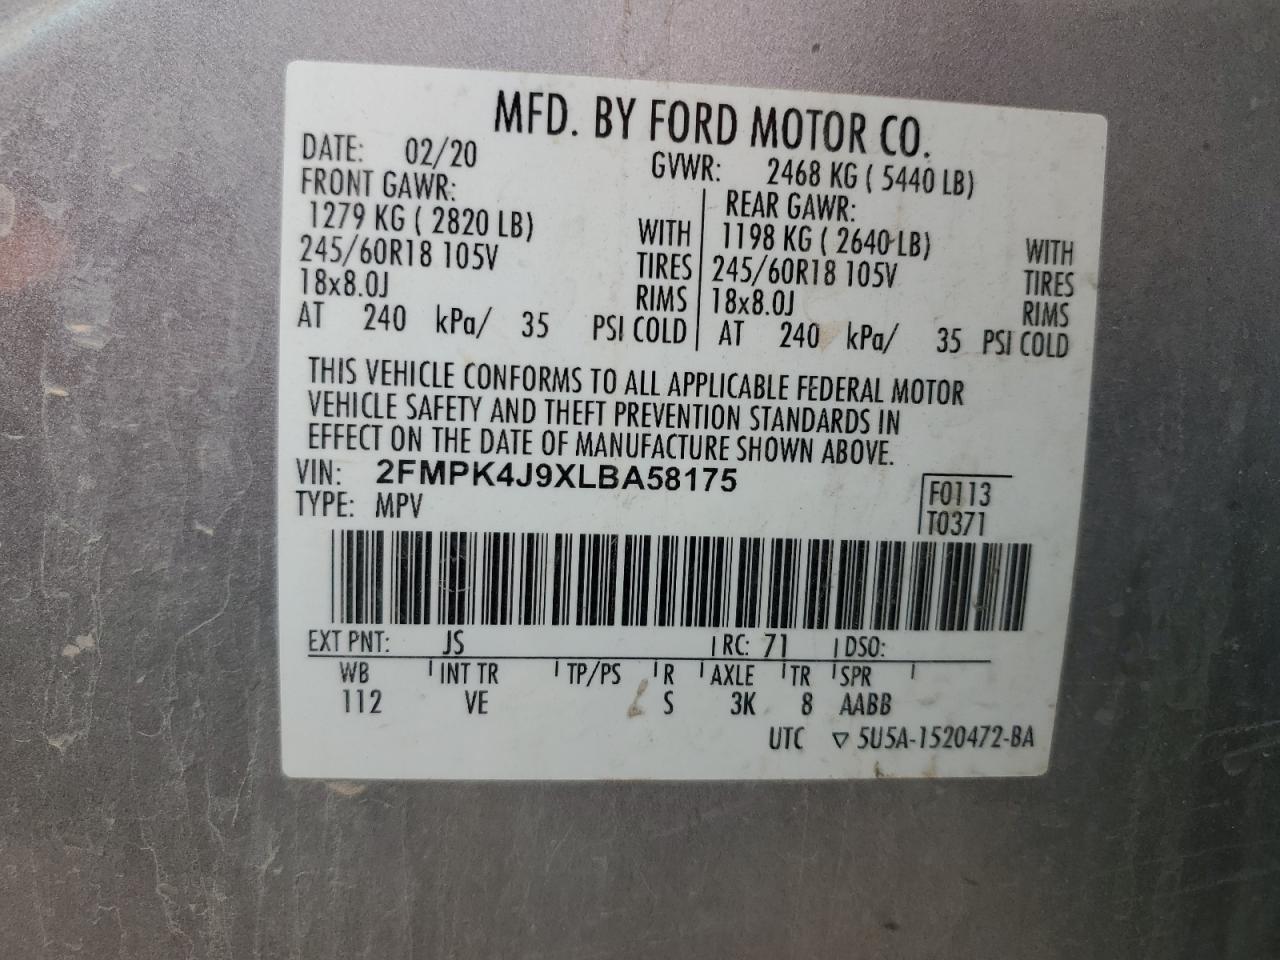 MFD. BY FORD MOTOR CO.
DATE: 02/20 GVWR: 2468 KG ( 5440 LB)
FRONT GAWR: REAR GAWR:
1279 KG ( 2820 LB) WITH 1198 KG ( 2640 LB) WITH
245/60R18 105V TIRES 245/60R18 105V TIRES
18x8.0J RIMS 18x8.0J RIMS
AT 240 kPa/ 35 PSI COLD AT 240 kPa/ 35 PSI COLD
THIS VEHICLE CONFORMS TO ALL APPLICABLE FEDERAL MOTOR
VEHICLE SAFETY AND THEFT PREVENTION STANDARDS IN
EFFECT ON THE DATE OF MANUFACTURE SHOWN ABOVE.
VIN: 2FMPK4J9XLBA58175
TYPE: MPV
F0113
T0371
EXT PNT: JS RC: 71 DSO:
WB INT TR TP/PS R AXLE TR SPR
112 VE S 3K 8 AABB
UTC ▽ 5U5A-1520472-BA